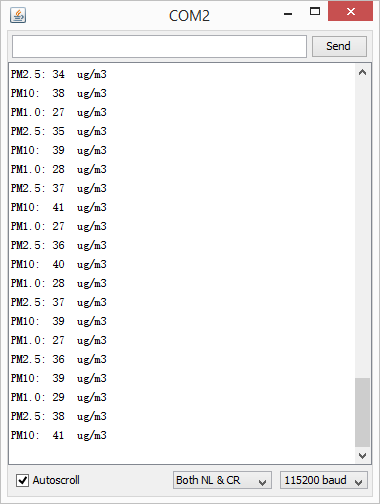 COM2
Send
PM2.5: 34 ug/m3
PM10: 38 ug/m3
PM1.0: 27 ug/m3
PM2.5: 35 ug/m3
PM10: 39 ug/m3
PM1.0: 28 ug/m3
PM2.5: 37 ug/m3
PM10: 41 ug/m3
PM1.0: 27 ug/m3
PM2.5: 36 ug/m3
PM10: 40 ug/m3
PM1.0: 28 ug/m3
PM2.5: 37 ug/m3
PM10: 39 ug/m3
PM1.0: 27 ug/m3
PM2.5: 36 ug/m3
PM10: 39 ug/m3
PM1.0: 29 ug/m3
PM2.5: 38 ug/m3
PM10: 41 ug/m3
Autoscroll Both NL & CR 115200 baud